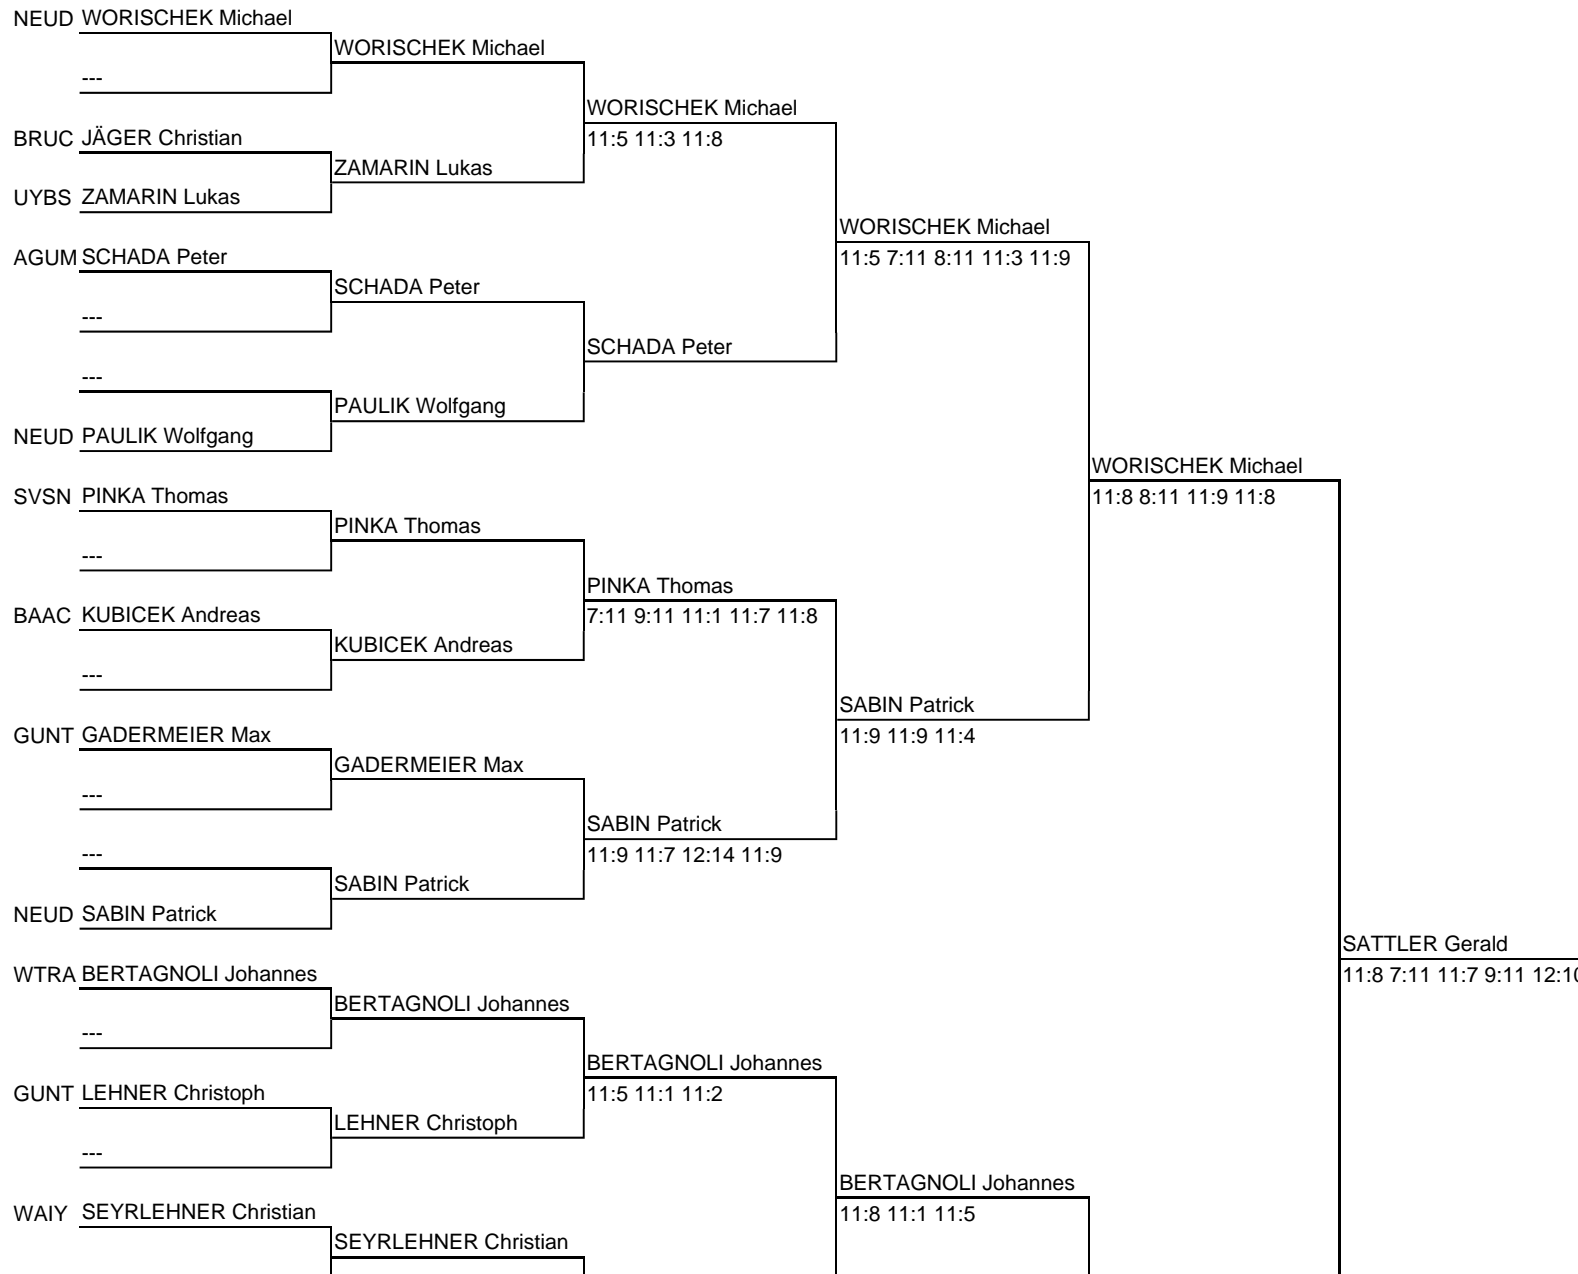 NEUD WORISCHEK Michael
WORISCHEK Michael
---
WORISCHEK Michael
BRUC JÄGER Christian
11:5 11:3 11:8
ZAMARIN Lukas
UYBS ZAMARIN Lukas
WORISCHEK Michael
AGUM SCHADA Peter
11:5 7:11 8:11 11:3 11:9
SCHADA Peter
---
SCHADA Peter
---
PAULIK Wolfgang
NEUD PAULIK Wolfgang
WORISCHEK Michael
SVSN PINKA Thomas
11:8 8:11 11:9 11:8
PINKA Thomas
---
PINKA Thomas
BAAC KUBICEK Andreas
7:11 9:11 11:1 11:7 11:8
KUBICEK Andreas
---
SABIN Patrick
GUNT GADERMEIER Max
11:9 11:9 11:4
GADERMEIER Max
---
SABIN Patrick
---
11:9 11:7 12:14 11:9
SABIN Patrick
NEUD SABIN Patrick
SATTLER Gerald
WTRA BERTAGNOLI Johannes
11:8 7:11 11:7 9:11 12:10
BERTAGNOLI Johannes
---
BERTAGNOLI Johannes
GUNT LEHNER Christoph
11:5 11:1 11:2
LEHNER Christoph
---
BERTAGNOLI Johannes
WAIY SEYRLEHNER Christian
11:8 11:1 11:5
SEYRLEHNER Christian